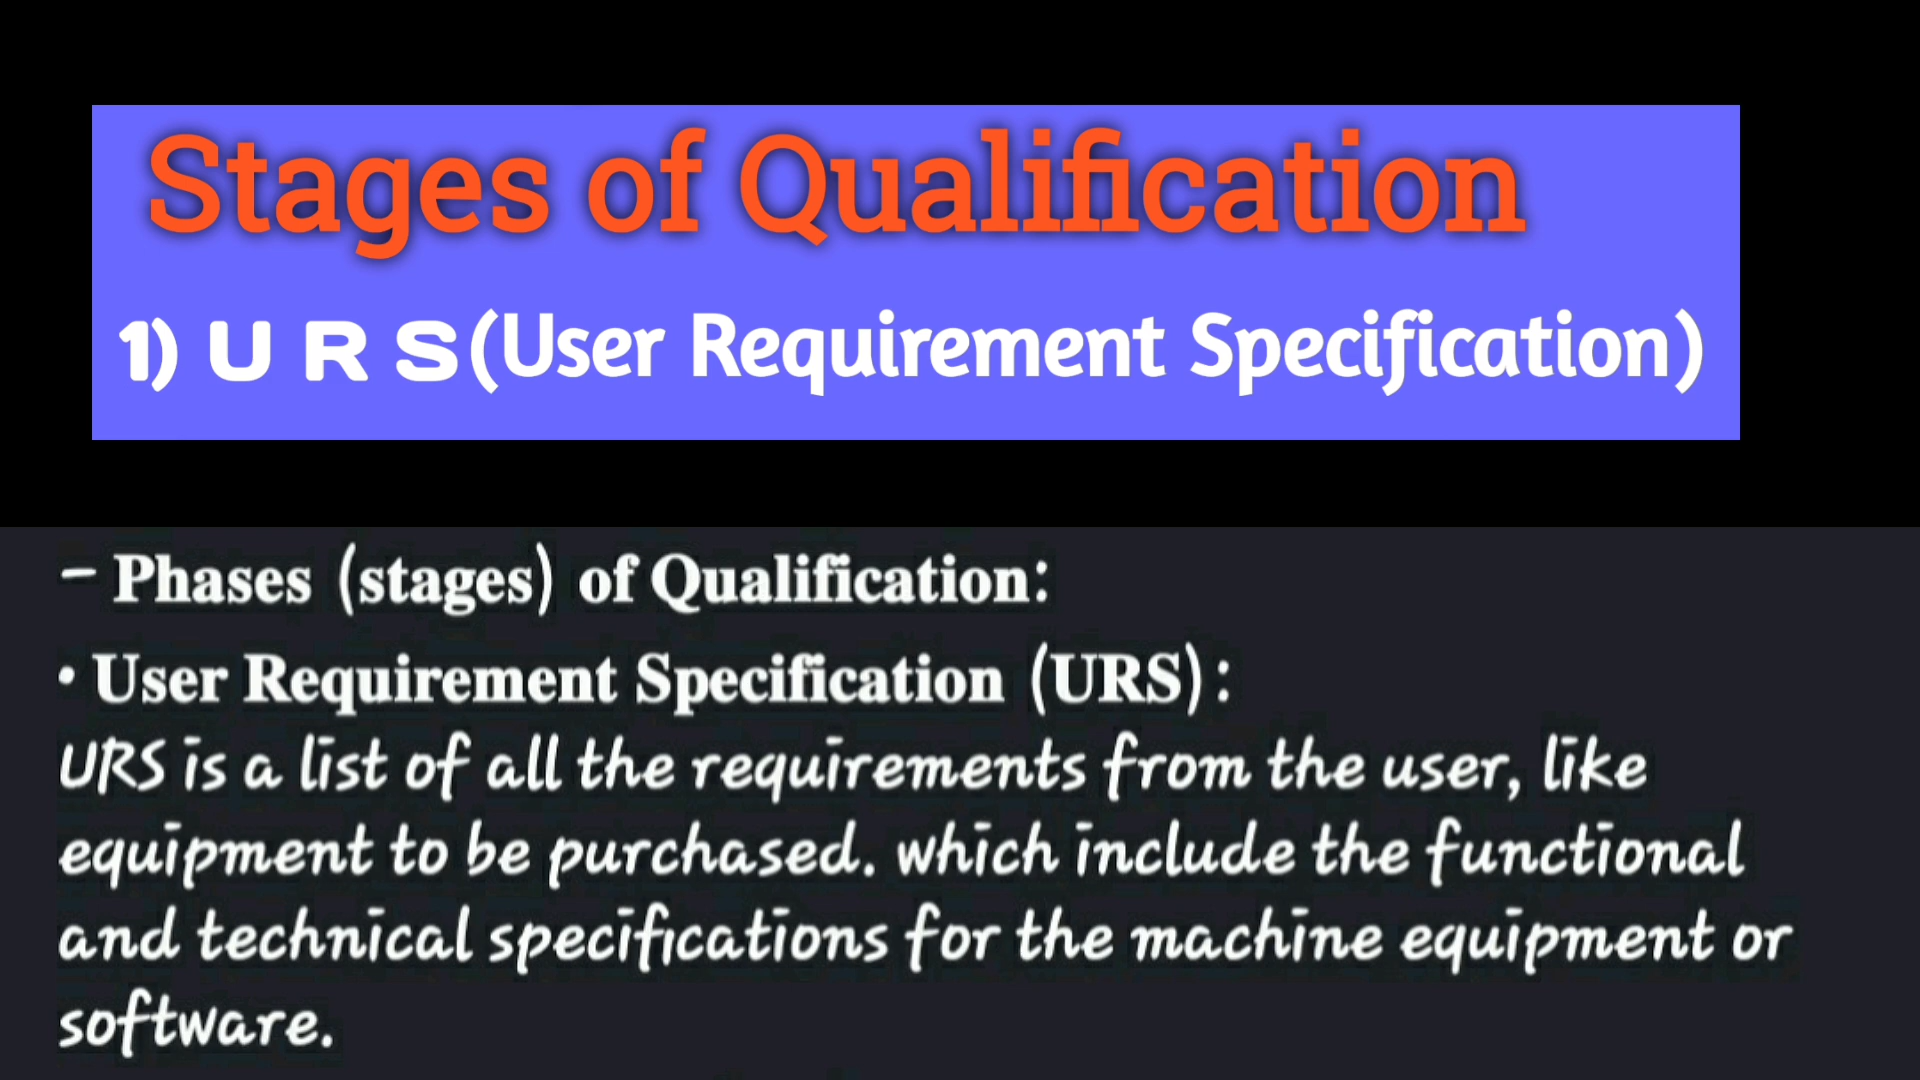 Stages of Qualification
1) U R S(User Requirement Specification)
– Phases (stages) of Qualification:
• User Requirement Specification (URS):
URS is a list of all the requirements from the user, like
equipment to be purchased. which include the functional
and technical specifications for the machine equipment or
software.